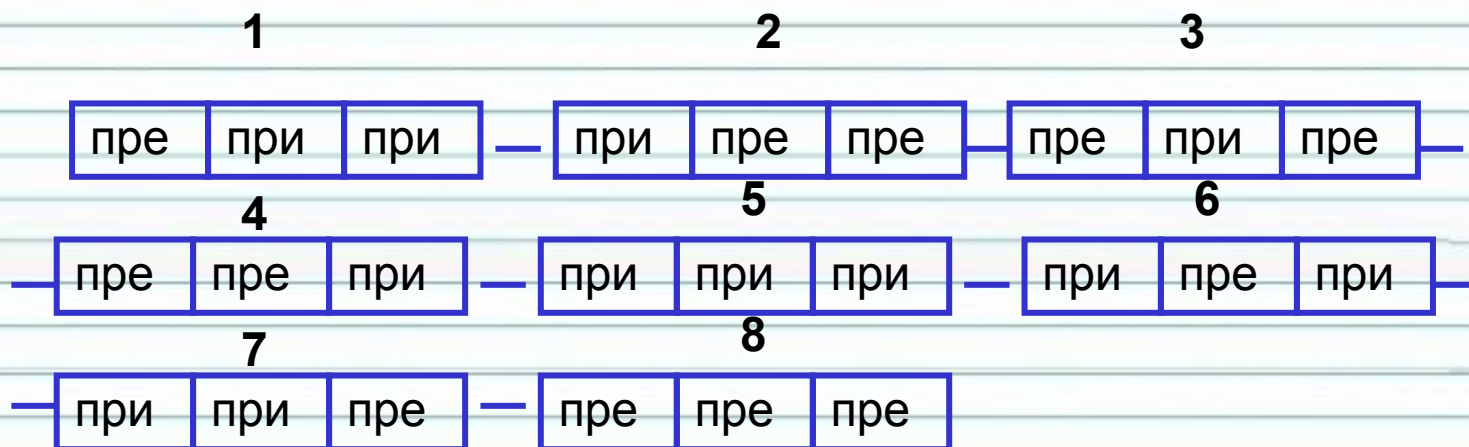 1 2 3
пре при при при пре пре пре при пре
4 5 6
пре пре при при при при при пре при
7 8
при при пре пре пре пре